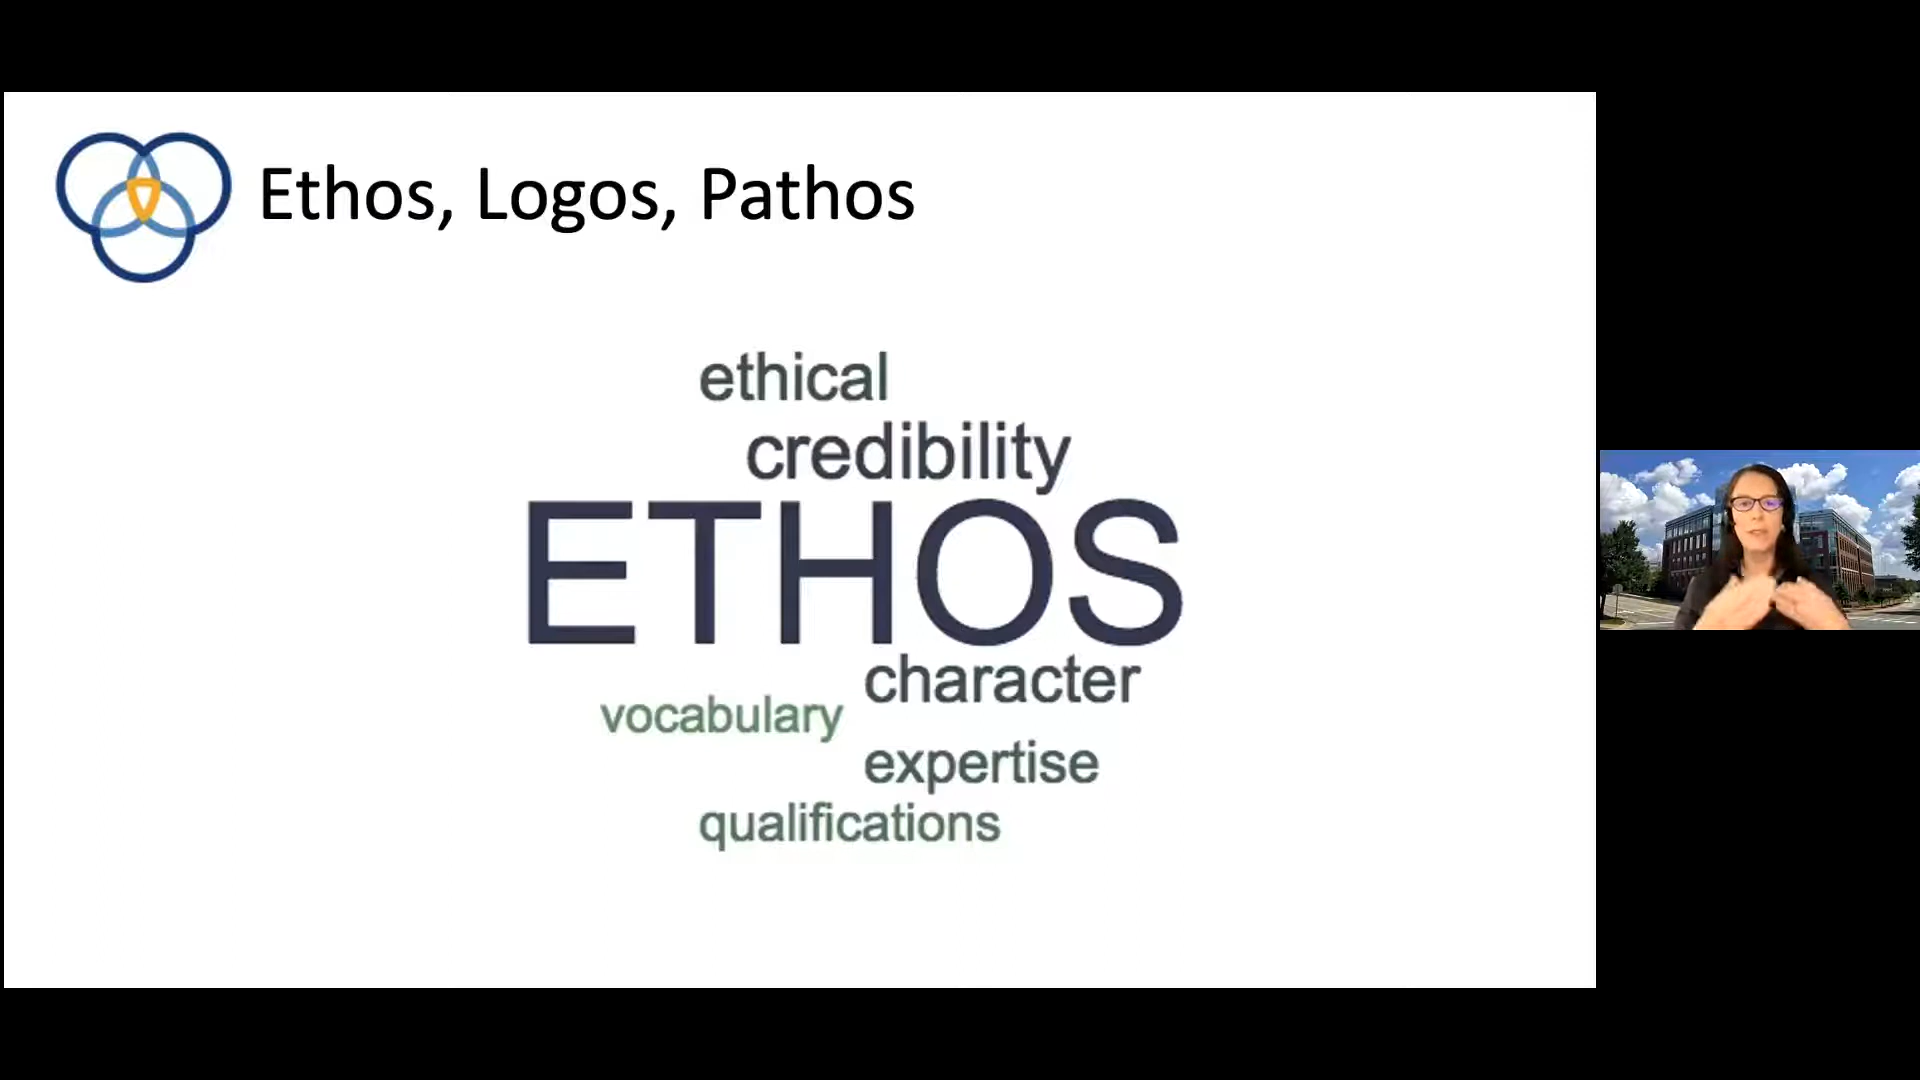 Ethos, Logos, Pathos
ethical
credibility
ETHOS
character
vocabulary
expertise
qualifications